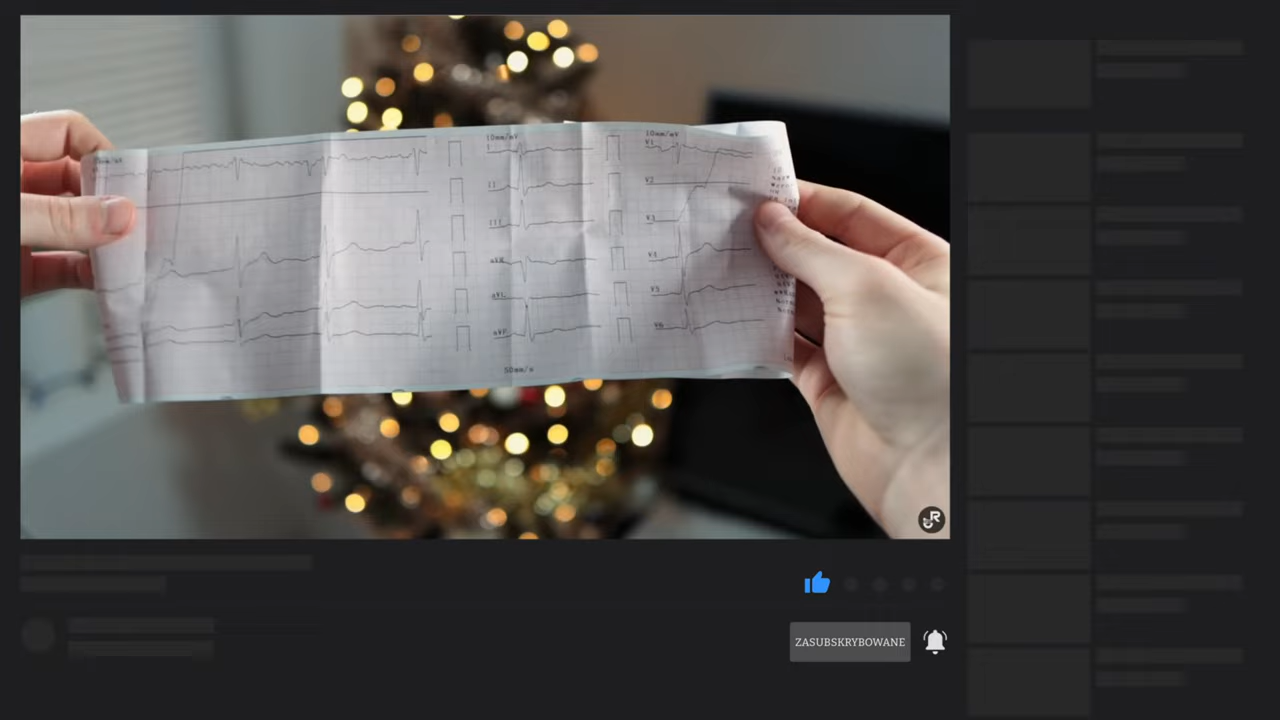 10mm/mV
10mm/mV
I
V1
II
V2
III
V3
aVR
V4
aVL
V5
aVF
V6
50mm/s
ZASUBSKRYBOWANE